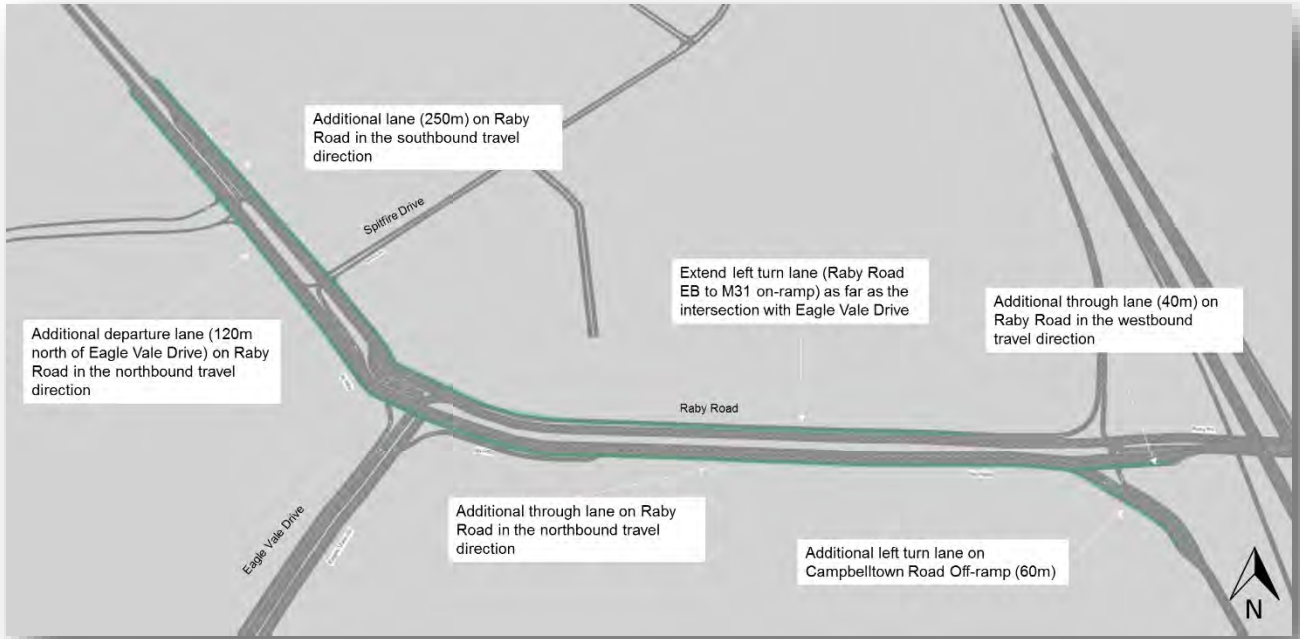 Additional lane (250m) on Raby
Road in the southbound travel
direction
Spitfire Drive
Extend left turn lane (Raby Road
EB to M31 on-ramp) as far as the
intersection with Eagle Vale Drive
Additional through lane (40m) on
Raby Road in the westbound
travel direction
Additional departure lane (120m
north of Eagle Vale Drive) on Raby
Road in the northbound travel
direction
Raby Road
Additional through lane on Raby
Road in the northbound travel
direction
Eagle Vale Drive
Additional left turn lane on
Campbelltown Road Off-ramp (60m)
N